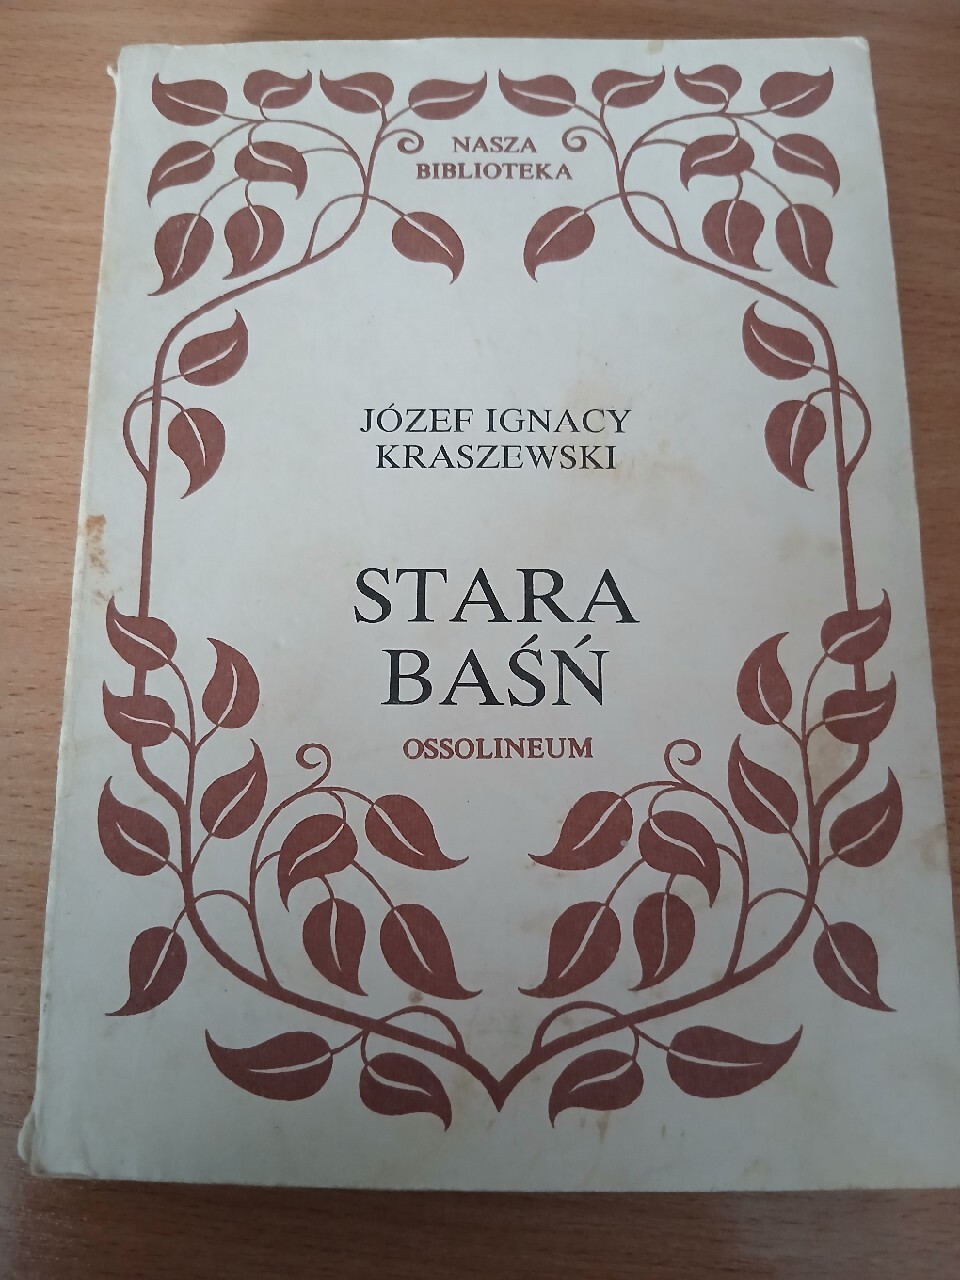 NASZA
BIBLIOTEKA
JÓZEF IGNACY
KRASZEWSKI
STARA
BAŚŃ
OSSOLINEUM